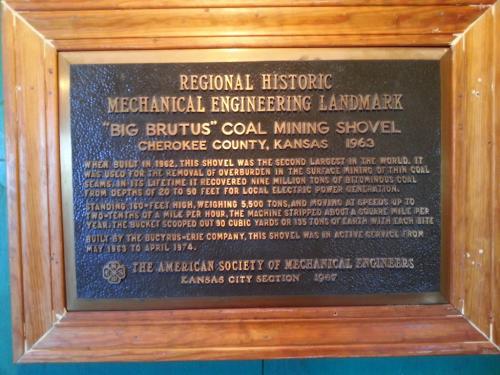 REGIONAL HISTORIC
MECHANICAL ENGINEERING LANDMARK
"BIG BRUTUS" COAL MINING SHOVEL
CHEROKEE COUNTY, KANSAS 1963
WHEN BUILT IN 1962, THIS SHOVEL WAS THE SECOND LARGEST IN THE WORLD. IT
WAS USED FOR THE REMOVAL OF OVERBURDEN IN THE SURFACE MINING OF THIN COAL
SEAMS. IN ITS LIFETIME IT RECOVERED NINE MILLION TONS OF BITUMINOUS COAL
FROM DEPTHS OF 20 TO 50 FEET FOR LOCAL ELECTRIC POWER GENERATION.
STANDING 160-FEET HIGH, WEIGHING 5,500 TONS, AND MOVING AT SPEEDS UP TO
TWO-TENTHS OF A MILE PER HOUR, THE MACHINE STRIPPED ABOUT A SQUARE MILE PER
YEAR; THE BUCKET SCOOPED OUT 90 CUBIC YARDS OR 135 TONS OF EARTH WITH EACH BITE
BUILT BY THE BUCYRUS-ERIE COMPANY, THIS SHOVEL WAS IN ACTIVE SERVICE FROM
MAY 1963 TO APRIL 1974.
THE AMERICAN SOCIETY OF MECHANICAL ENGINEERS
KANSAS CITY SECTION 1987